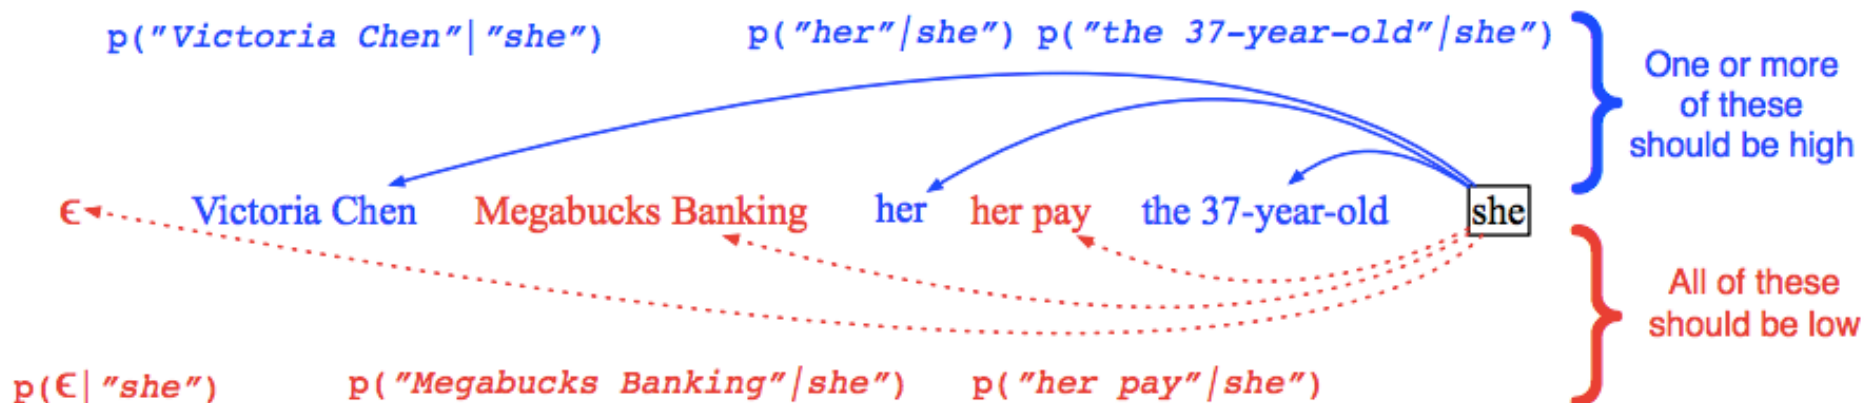 p("Victoria Chen"|"she") p("her"|she") p("the 37-year-old"|she")
One or more
of these
should be high
ϵ Victoria Chen Megabucks Banking her her pay the 37-year-old she
All of these
should be low
p(ϵ|"she") p("Megabucks Banking"|she") p("her pay"|she")